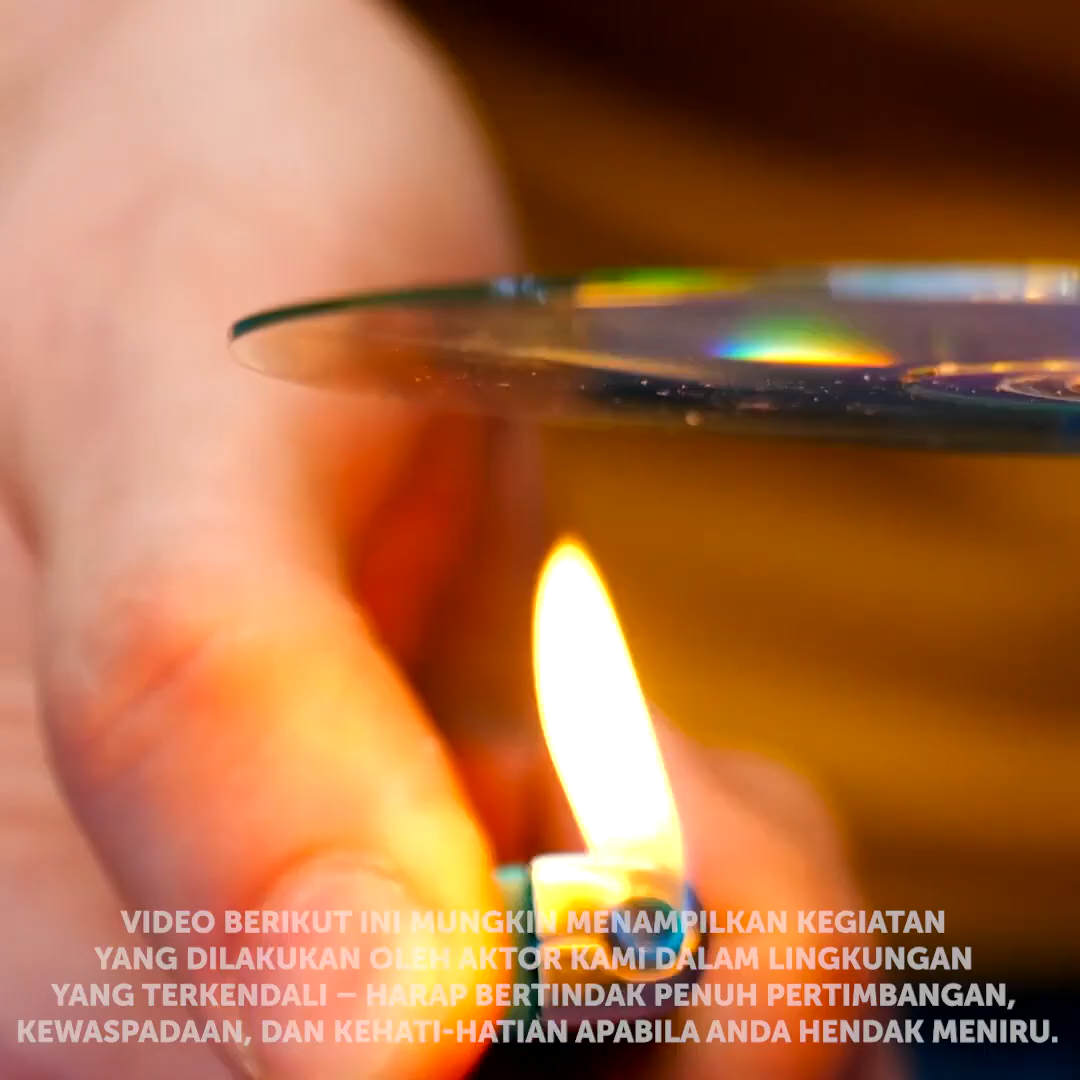 VIDEO BERIKUT INI MUNGKIN MENAMPILKAN KEGIATAN
YANG DILAKUKAN OLEH AKTOR KAMI DALAM LINGKUNGAN
YANG TERKENDALI – HARAP BERTINDAK PENUH PERTIMBANGAN,
KEWASPADAAN, DAN KEHATI-HATIAN APABILA ANDA HENDAK MENIRU.